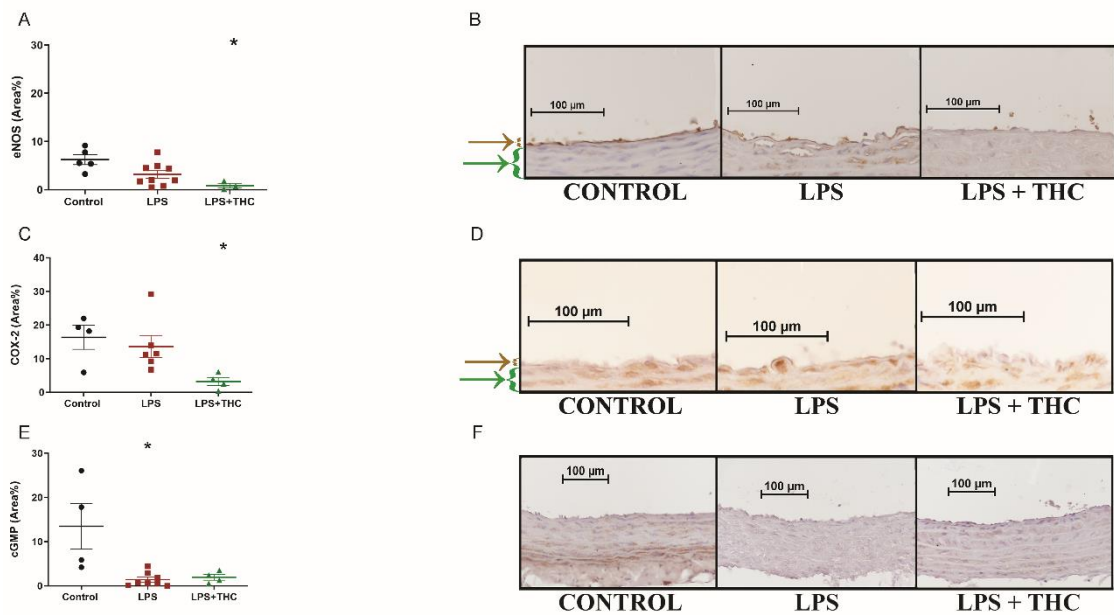 A
eNOS (Area%)
30
20
10
0
Control LPS LPS+THC
*
B
100 µm 100 µm 100 µm
CONTROL LPS LPS + THC
C
COX-2 (Area%)
40
30
20
10
0
Control LPS LPS+THC
*
D
100 µm 100 µm 100 µm
CONTROL LPS LPS + THC
E
cGMP (Area%)
30
20
10
0
Control LPS LPS+THC
*
F
100 µm 100 µm 100 µm
CONTROL LPS LPS + THC